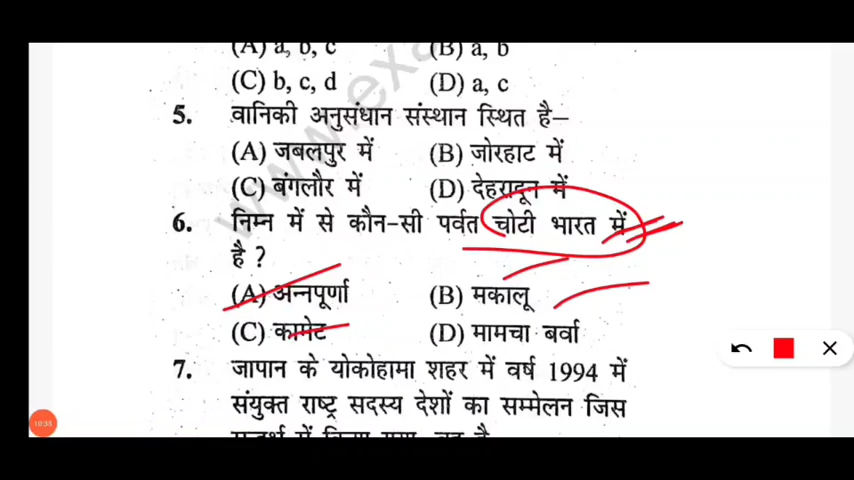 (A) a, b, c (B) a, b
(C) b, c, d (D) a, c
5. वानिकी अनुसंधान संस्थान स्थित है–
(A) जबलपुर में (B) जोरहाट में
(C) बंगलौर में (D) देहरादून में
6. निम्न में से कौन-सी पर्वत चोटी भारत में
है ?
(A) अन्नपूर्णा (B) मकालू
(C) कामेट (D) मामचा बर्वा
7. जापान के योकोहामा शहर में वर्ष 1994 में
संयुक्त राष्ट्र सदस्य देशों का सम्मेलन जिस